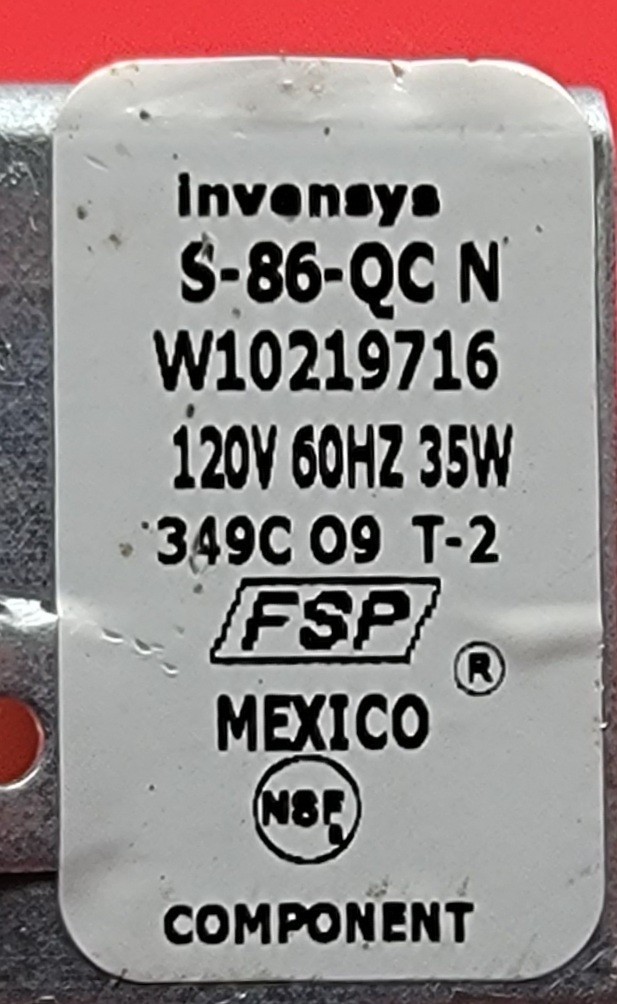 invensys
S-86-QC N
W10219716
120V 60HZ 35W
349C 09 T-2
FSP
®
MEXICO
NSF
COMPONENT